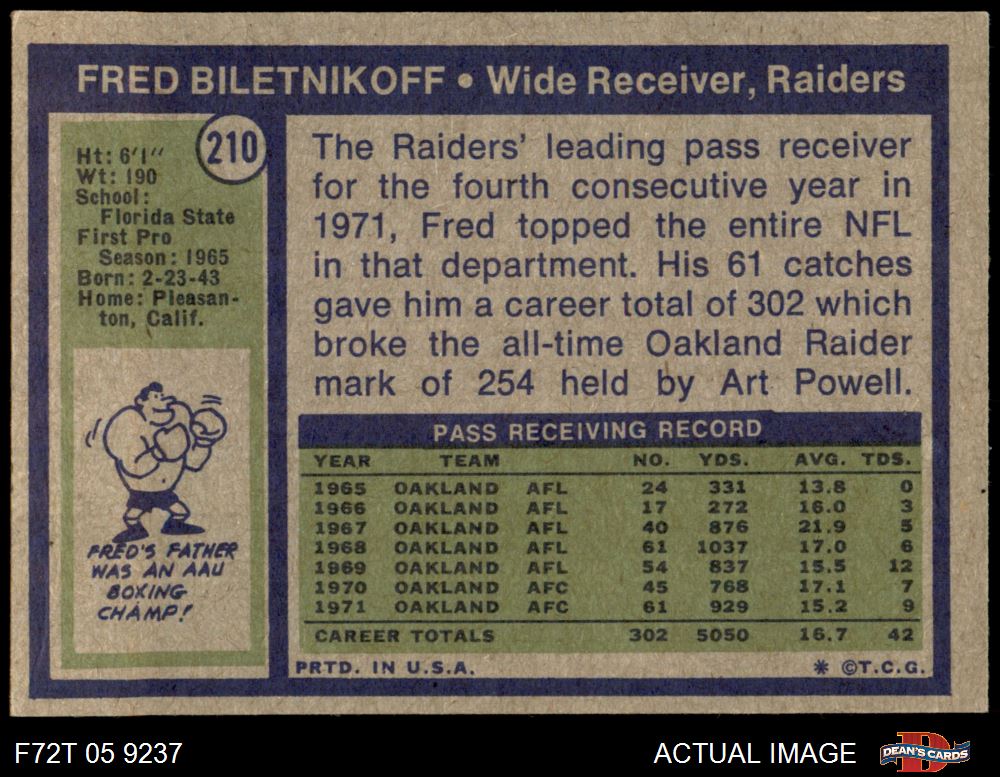 FRED BILETNIKOFF • Wide Receiver, Raiders
210
Ht: 6'1"
Wt: 190
School:
Florida State
First Pro
Season: 1965
Born: 2-23-43
Home: Pleasan-
ton, Calif.
FRED'S FATHER
WAS AN AAU
BOXING
CHAMP!
The Raiders' leading pass receiver
for the fourth consecutive year in
1971, Fred topped the entire NFL
in that department. His 61 catches
gave him a career total of 302 which
broke the all-time Oakland Raider
mark of 254 held by Art Powell.
PASS RECEIVING RECORD
YEAR TEAM NO. YDS. AVG. TDS.
1965 OAKLAND AFL 24 331 13.8 0
1966 OAKLAND AFL 17 272 16.0 3
1967 OAKLAND AFL 40 876 21.9 5
1968 OAKLAND AFL 61 1037 17.0 6
1969 OAKLAND AFL 54 837 15.5 12
1970 OAKLAND AFC 45 768 17.1 7
1971 OAKLAND AFC 61 929 15.2 9
CAREER TOTALS 302 5050 16.7 42
PRTD. IN U.S.A. * ©T.C.G.
F72T 05 9237 ACTUAL IMAGE DEAN'S CARDS